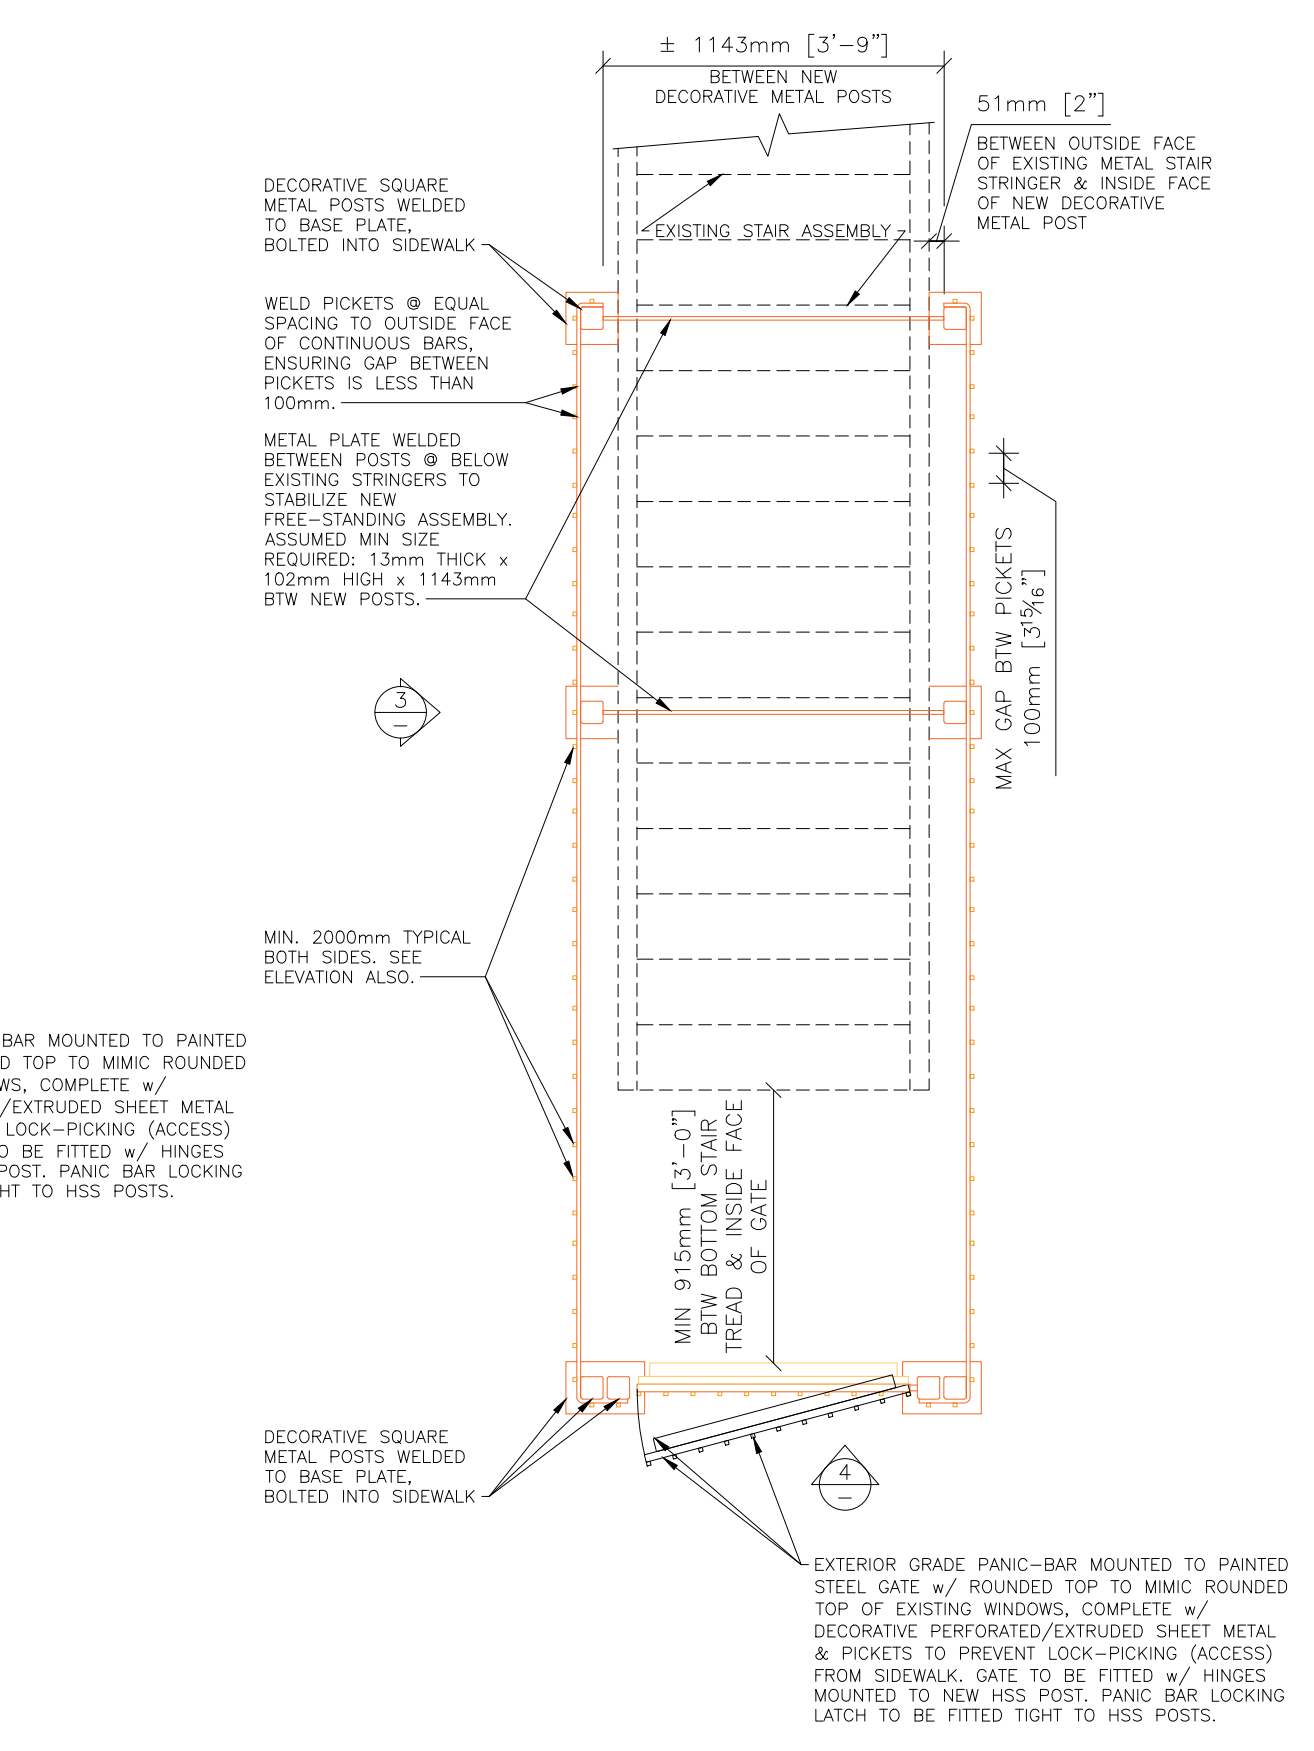 ± 1143mm [3'-9"]
BETWEEN NEW
DECORATIVE METAL POSTS
51mm [2"]
BETWEEN OUTSIDE FACE
OF EXISTING METAL STAIR
STRINGER & INSIDE FACE
OF NEW DECORATIVE
METAL POST
DECORATIVE SQUARE
METAL POSTS WELDED
TO BASE PLATE,
BOLTED INTO SIDEWALK
EXISTING STAIR ASSEMBLY
WELD PICKETS @ EQUAL
SPACING TO OUTSIDE FACE
OF CONTINUOUS BARS,
ENSURING GAP BETWEEN
PICKETS IS LESS THAN
100mm.
METAL PLATE WELDED
BETWEEN POSTS @ BELOW
EXISTING STRINGERS TO
STABILIZE NEW
FREE-STANDING ASSEMBLY.
ASSUMED MIN SIZE
REQUIRED: 13mm THICK x
102mm HIGH x 1143mm
BTW NEW POSTS.
MAX GAP BTW PICKETS
100mm [3 15/16"]
3
-
MIN. 2000mm TYPICAL
BOTH SIDES. SEE
ELEVATION ALSO.
BAR MOUNTED TO PAINTED
D TOP TO MIMIC ROUNDED
WS, COMPLETE w/
/EXTRUDED SHEET METAL
LOCK-PICKING (ACCESS)
O BE FITTED w/ HINGES
POST. PANIC BAR LOCKING
HT TO HSS POSTS.
MIN 915mm [3'-0"]
BTW BOTTOM STAIR
TREAD & INSIDE FACE
OF GATE
DECORATIVE SQUARE
METAL POSTS WELDED
TO BASE PLATE,
BOLTED INTO SIDEWALK
4
-
EXTERIOR GRADE PANIC-BAR MOUNTED TO PAINTED
STEEL GATE w/ ROUNDED TOP TO MIMIC ROUNDED
TOP OF EXISTING WINDOWS, COMPLETE w/
DECORATIVE PERFORATED/EXTRUDED SHEET METAL
& PICKETS TO PREVENT LOCK-PICKING (ACCESS)
FROM SIDEWALK. GATE TO BE FITTED w/ HINGES
MOUNTED TO NEW HSS POST. PANIC BAR LOCKING
LATCH TO BE FITTED TIGHT TO HSS POSTS.